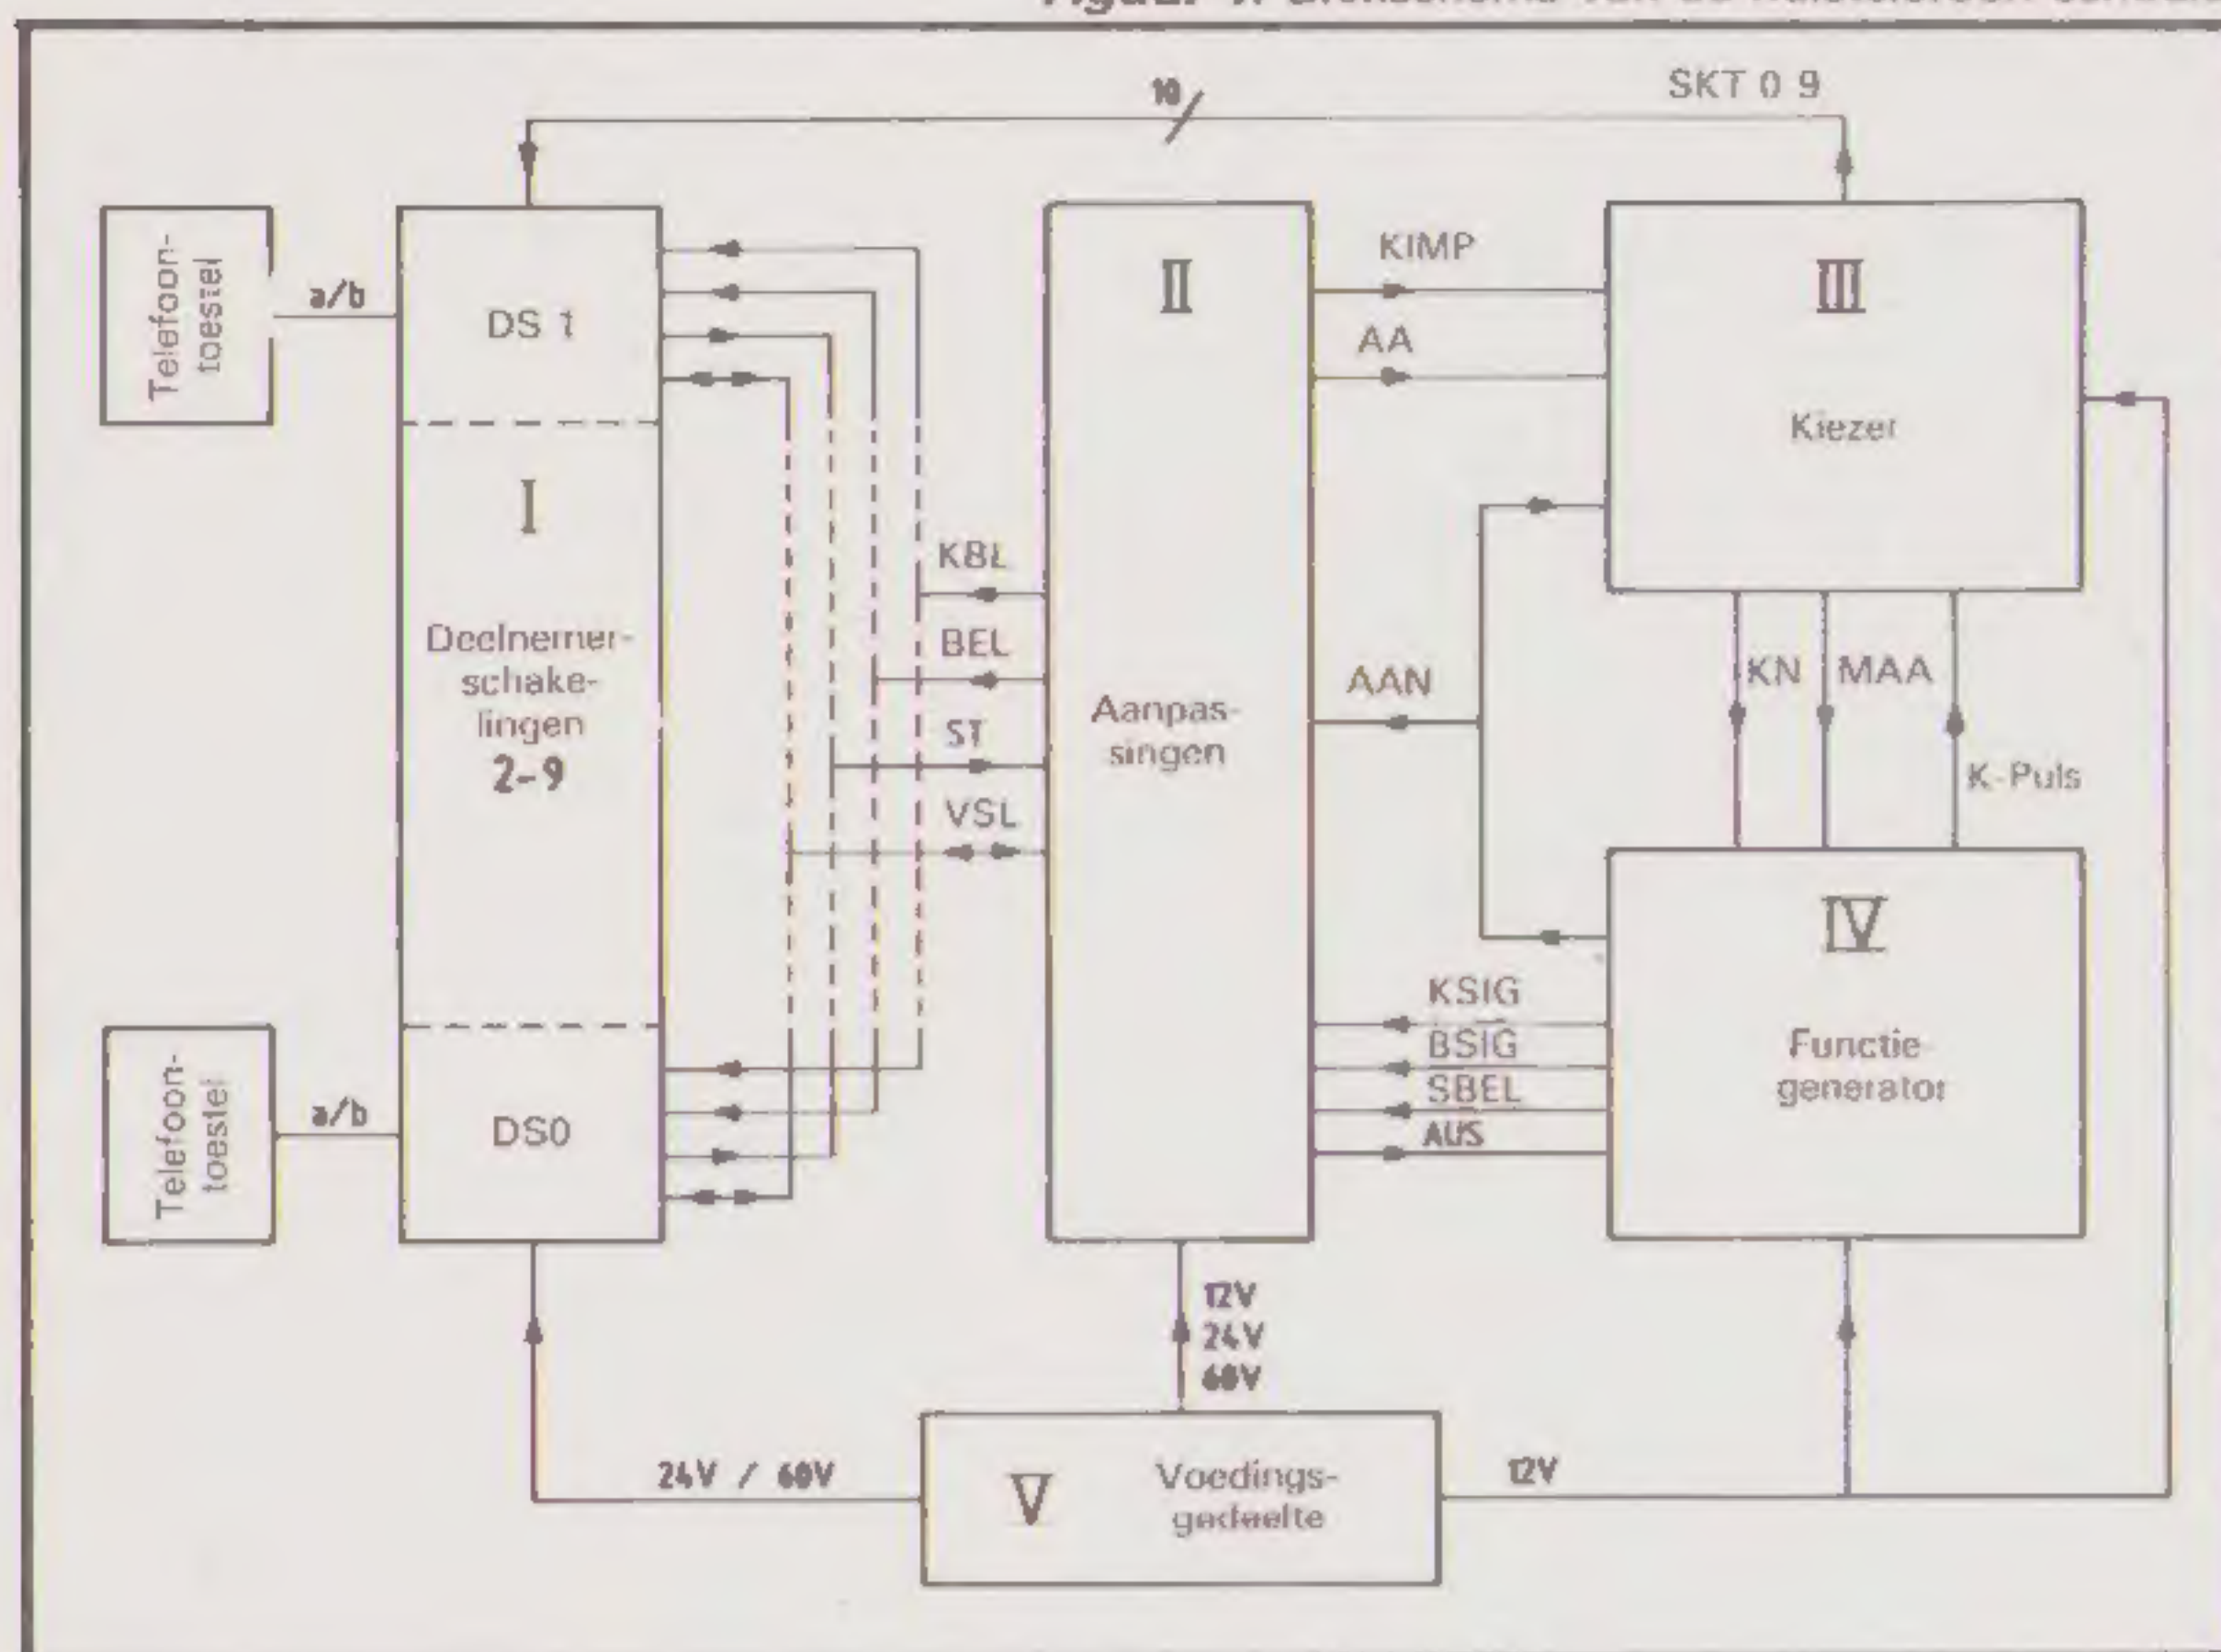 10
SKT 0 9
Telefoon-
toestel
a/b
DS 1
I
Deelnemer-
schake-
lingen
2-9
DS0
Telefoon-
toestel
a/b
KBL
BEL
ST
VSL
II
Aanpas-
singen
KIMP
AA
AAN
KSIG
BSIG
SBEL
AUS
III
Kiezer
KN
MAA
K-Puls
IV
Functie-
generator
12V
24V
60V
24V / 60V
V
Voedings-
gedeelte
12V